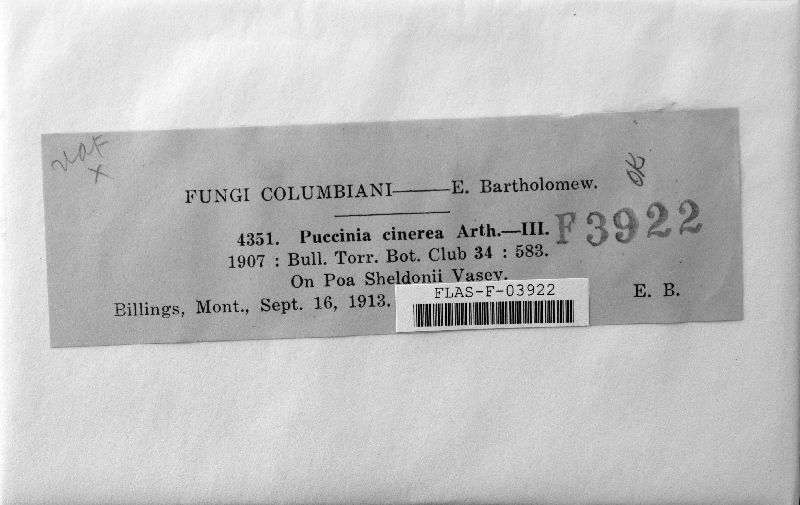 OK
FUNGI COLUMBIANI——E. Bartholomew.
4351. Puccinia cinerea Arth.—III.
F3922
1907 : Bull. Torr. Bot. Club 34 : 583.
On Poa Sheldonii Vasey.
Billings, Mont., Sept. 16, 1913.
E. B.
FLAS-F-03922